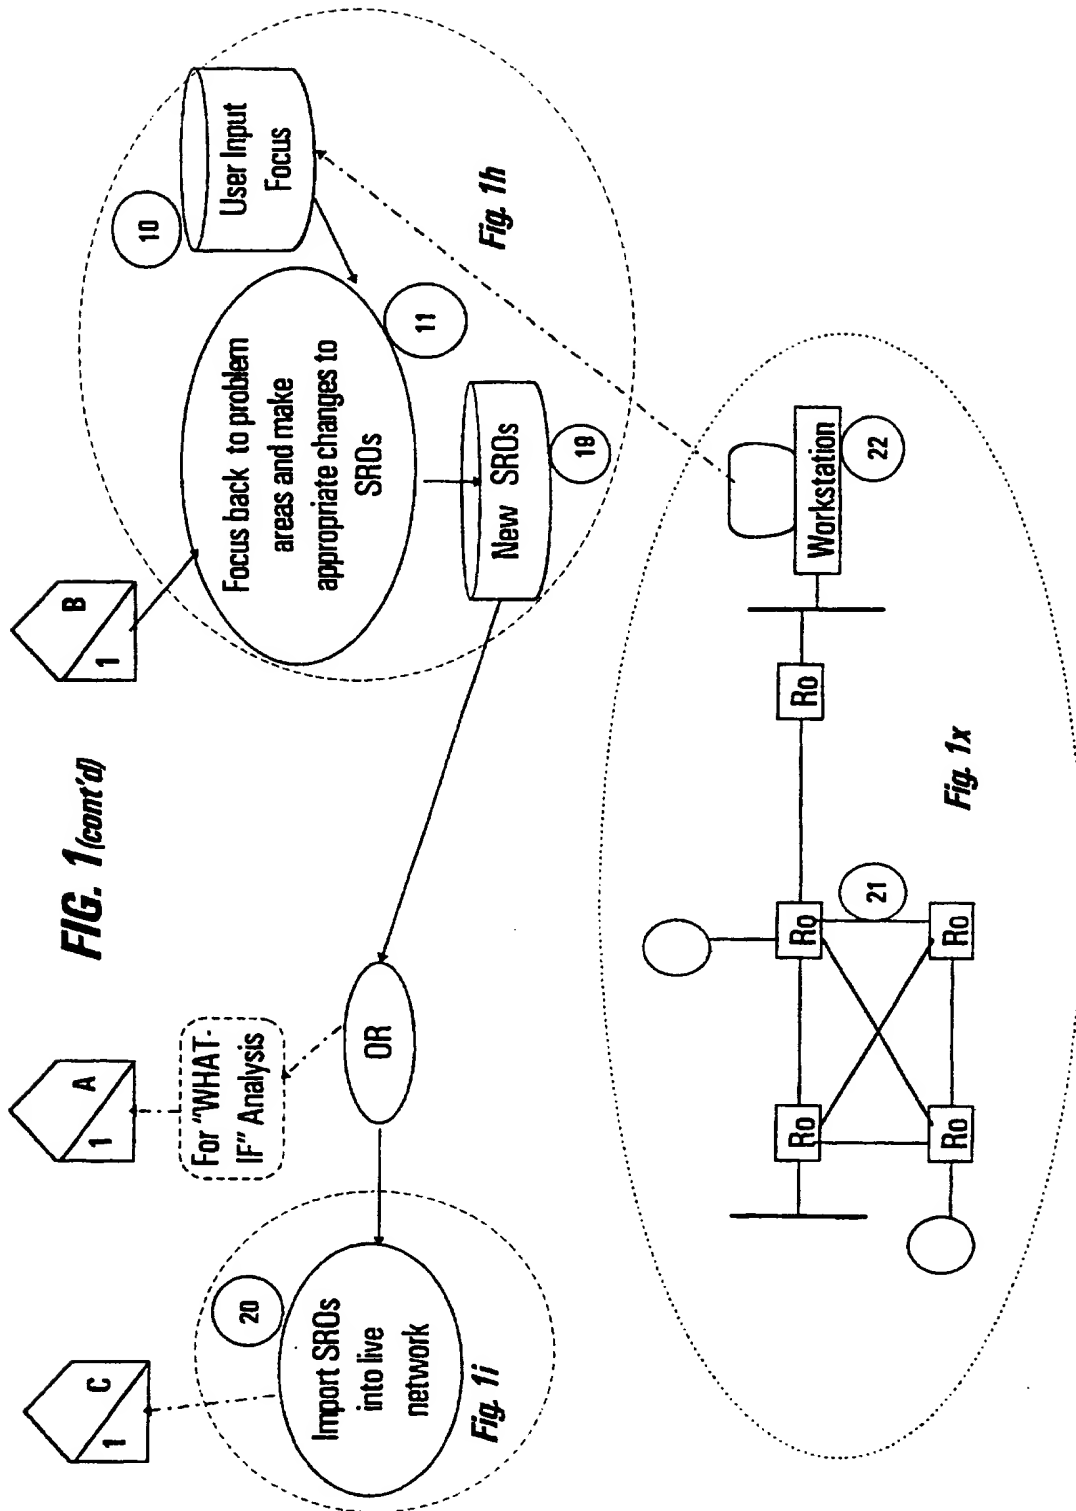 FIG. 1 (cont'd)
1 C
1 A
1 B
20
Import SROs
into live
network
Fig. 1i
For "WHAT-
IF" Analysis
OR
Focus back to problem
areas and make
appropriate changes to
SROs
11
10
User Input
Focus
New SROs
18
Fig. 1h
Ro
Ro
Ro
Ro
21
Ro
Workstation
22
Fig. 1x